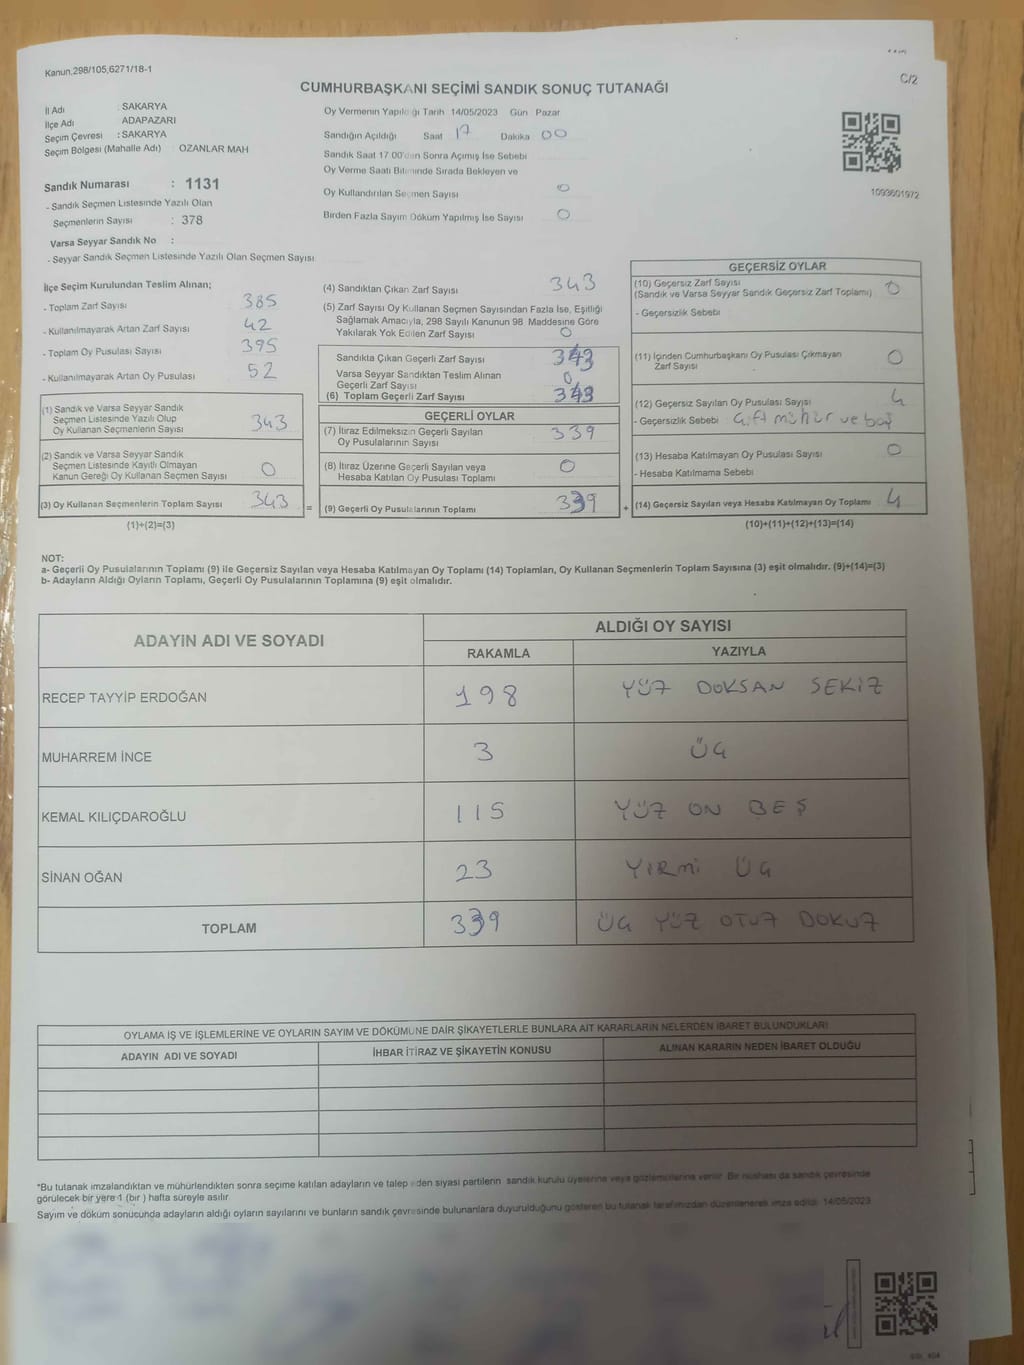 Kanun,298/105;6271/18-1
C/2
CUMHURBAŞKANI SEÇİMİ SANDIK SONUÇ TUTANAĞI
İl Adı : SAKARYA
İlçe Adı ADAPAZARI
Seçim Çevresi : SAKARYA
Seçim Bölgesi (Mahalle Adı) : OZANLAR MAH
Sandık Numarası : 1131
- Sandık Seçmen Listesinde Yazılı Olan
Seçmenlerin Sayısı : 378
Varsa Seyyar Sandık No :
- Seyyar Sandık Seçmen Listesinde Yazılı Olan Seçmen Sayısı
Oy Vermenin Yapıldığı Tarih 14/05/2023 Gün Pazar
Sandığın Açıldığı Saat 17 Dakika 00
Sandık Saat 17 00'dan Sonra Açımış İse Sebebi
Oy Verme Saati Bitiminde Sırada Bekleyen ve
Oy Kullandırılan Seçmen Sayısı 0
Birden Fazla Sayım Döküm Yapılmış İse Sayısı 0
1093601972
İlçe Seçim Kurulundan Teslim Alınan;
- Toplam Zarf Sayısı 385
- Kullanılmayarak Artan Zarf Sayısı 42
- Toplam Oy Pusulası Sayısı 395
- Kullanılmayarak Artan Oy Pusulası 52
(1) Sandık ve Varsa Seyyar Sandık
Seçmen Listesinde Yazılı Olup
Oy Kullanan Seçmenlerin Sayısı 343
(2) Sandık ve Varsa Seyyar Sandık
Seçmen Listesinde Kayıtlı Olmayan
Kanun Gereği Oy Kullanan Seçmen Sayısı 0
(3) Oy Kullanan Seçmenlerin Toplam Sayısı 343
(1)+(2)=(3)
(4) Sandıktan Çıkan Zarf Sayısı 343
(5) Zarf Sayısı Oy Kullanan Seçmen Sayısından Fazla İse, Eşitliği
Sağlamak Amacıyla, 298 Sayılı Kanunun 98 Maddesine Göre
Yakılarak Yok Edilen Zarf Sayısı 0
Sandıkta Çıkan Geçerli Zarf Sayısı 343
Varsa Seyyar Sandıktan Teslim Alınan
Geçerli Zarf Sayısı 0
(6) Toplam Geçerli Zarf Sayısı 343
GEÇERLİ OYLAR
(7) İtiraz Edilmeksizin Geçerli Sayılan
Oy Pusulalarının Sayısı 339
(8) İtiraz Üzerine Geçerli Sayılan veya
Hesaba Katılan Oy Pusulası Toplamı 0
= (9) Geçerli Oy Pusulalarının Toplamı 339 +
GEÇERSİZ OYLAR
(10) Geçersiz Zarf Sayısı
(Sandık ve Varsa Seyyar Sandık Geçersiz Zarf Toplamı) 0
- Geçersizlik Sebebi
(11) İçinden Cumhurbaşkanı Oy Pusulası Çıkmayan
Zarf Sayısı 0
(12) Geçersiz Sayılan Oy Pusulası Sayısı 4
- Geçersizlik Sebebi Çift mühür ve boş
(13) Hesaba Katılmayan Oy Pusulası Sayısı 0
- Hesaba Katılmama Sebebi
(14) Geçersiz Sayılan veya Hesaba Katılmayan Oy Toplamı 4
(10)+(11)+(12)+(13)=(14)
NOT:
a- Geçerli Oy Pusulalarının Toplamı (9) ile Geçersiz Sayılan veya Hesaba Katılmayan Oy Toplamı (14) Toplamları, Oy Kullanan Seçmenlerin Toplam Sayısına (3) eşit olmalıdır. (9)+(14)=(3)
b- Adayların Aldığı Oyların Toplamı, Geçerli Oy Pusulalarının Toplamına (9) eşit olmalıdır.
ADAYIN ADI VE SOYADI
ALDIĞI OY SAYISI
RAKAMLA YAZIYLA
RECEP TAYYİP ERDOĞAN 198 YÜZ DOKSAN SEKİZ
MUHARREM İNCE 3 ÜÇ
KEMAL KILIÇDAROĞLU 115 YÜZ ON BEŞ
SİNAN OĞAN 23 YİRMİ ÜÇ
TOPLAM 339 ÜÇ YÜZ OTUZ DOKUZ
OYLAMA İŞ VE İŞLEMLERİNE VE OYLARIN SAYIM VE DÖKÜMÜNE DAİR ŞİKAYETLERLE BUNLARA AİT KARARLARIN NELERDEN İBARET BULUNDUKLARI
ADAYIN ADI VE SOYADI İHBAR İTİRAZ VE ŞİKAYETİN KONUSU ALINAN KARARIN NEDEN İBARET OLDUĞU
*Bu tutanak imzalandıktan ve mühürlendikten sonra seçime katılan adayların ve talep eden siyasi partilerin sandık kurulu üyelerine veya gözlemcilerine verilir. Bir nüshası da sandık çevresinde
görülecek bir yere 1 (bir) hafta süreyle asılır
Sayım ve döküm sonucunda adayların aldığı oyların sayılarını ve bunların sandık çevresinde bulunanlara duyurulduğunu gösteren bu tutanak tarafımızdan düzenlenerek imza edildi. 14/05/2023